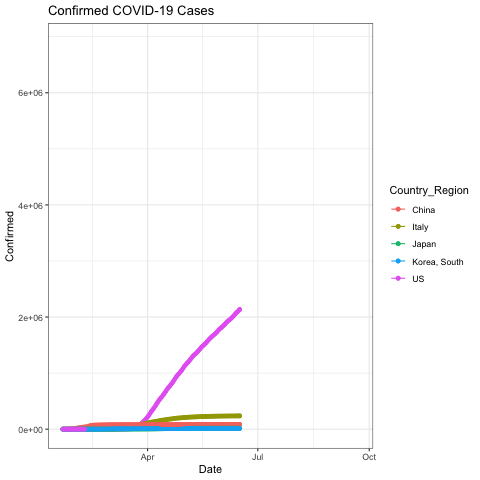 Confirmed COVID-19 Cases
6e+06
4e+06
2e+06
0e+00
Confirmed
Apr
Jul
Oct
Date
Country_Region
China
Italy
Japan
Korea, South
US